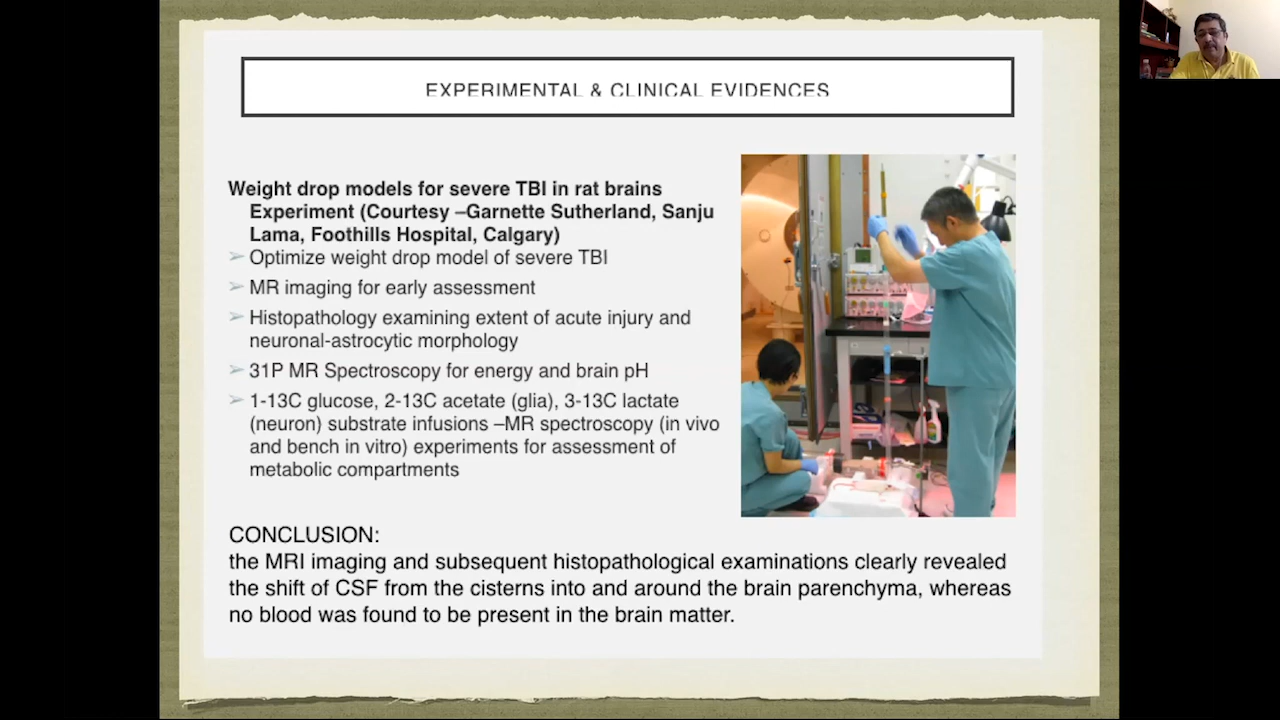 EXPERIMENTAL & CLINICAL EVIDENCES
Weight drop models for severe TBI in rat brains
Experiment (Courtesy –Garnette Sutherland, Sanju
Lama, Foothills Hospital, Calgary)
➢ Optimize weight drop model of severe TBI
➢ MR imaging for early assessment
➢ Histopathology examining extent of acute injury and
neuronal-astrocytic morphology
➢ 31P MR Spectroscopy for energy and brain pH
➢ 1-13C glucose, 2-13C acetate (glia), 3-13C lactate
(neuron) substrate infusions –MR spectroscopy (in vivo
and bench in vitro) experiments for assessment of
metabolic compartments
CONCLUSION:
the MRI imaging and subsequent histopathological examinations clearly revealed
the shift of CSF from the cisterns into and around the brain parenchyma, whereas
no blood was found to be present in the brain matter.